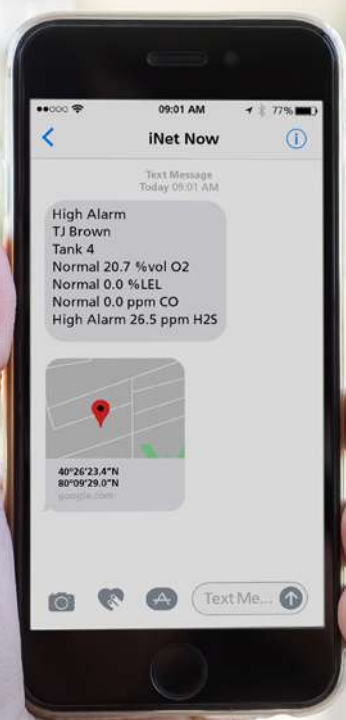 09:01 AM
77%
iNet Now
Text Message
Today 09:01 AM
High Alarm
TJ Brown
Tank 4
Normal 20.7 %vol O2
Normal 0.0 %LEL
Normal 0.0 ppm CO
High Alarm 26.5 ppm H2S
40°26'23.4"N
80°09'29.0"N
google.com
Text Me...